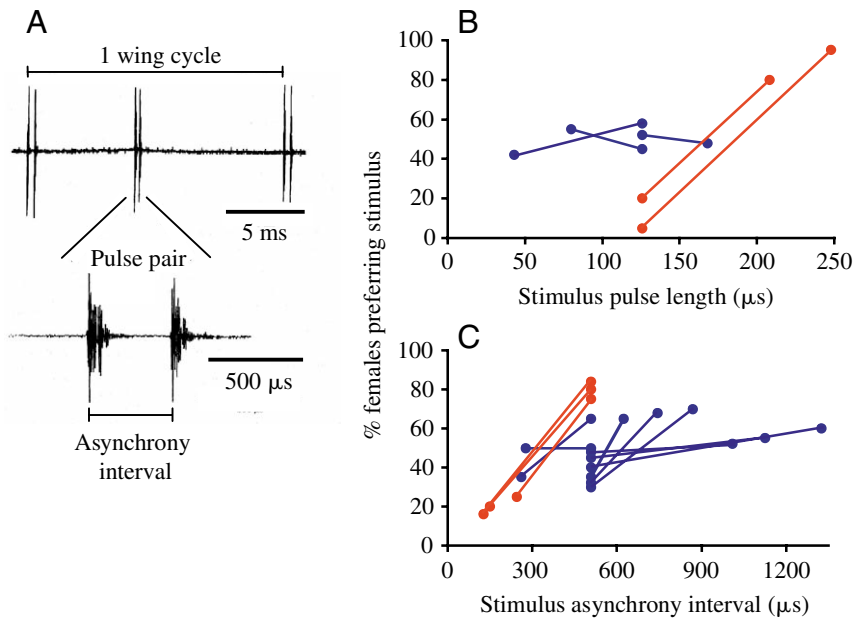 A
1 wing cycle
5 ms
Pulse pair
500 μs
Asynchrony
interval
% females preferring stimulus
B
100
80
60
40
20
0
0 50 100 150 200 250
Stimulus pulse length (μs)
C
100
80
60
40
20
0
0 300 600 900 1200
Stimulus asynchrony interval (μs)